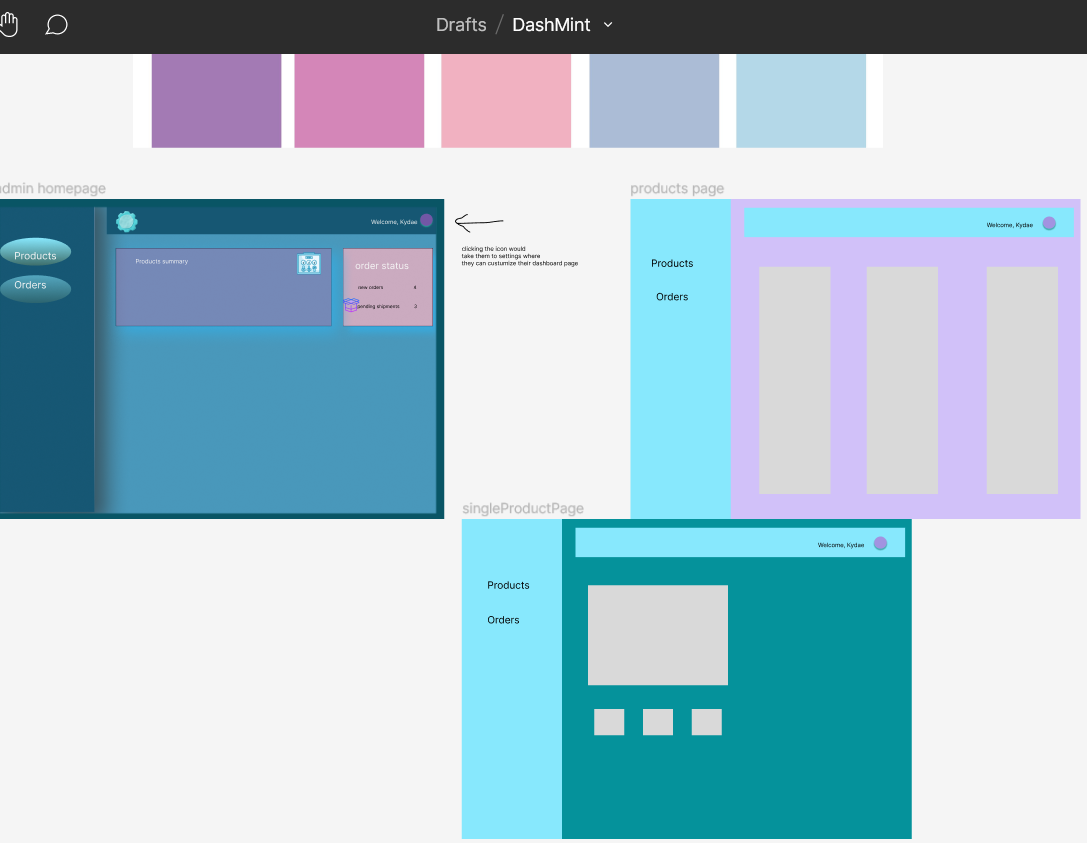 Drafts / DashMint
admin homepage
products page
Welcome, Kydae
Products
Orders
Products summary
order status
new orders 4
pending shipments 3
clicking the icon would
take them to settings where
they can custumize their dashboard page
Welcome, Kydae
Products
Orders
singleProductPage
Welcome, Kydae
Products
Orders